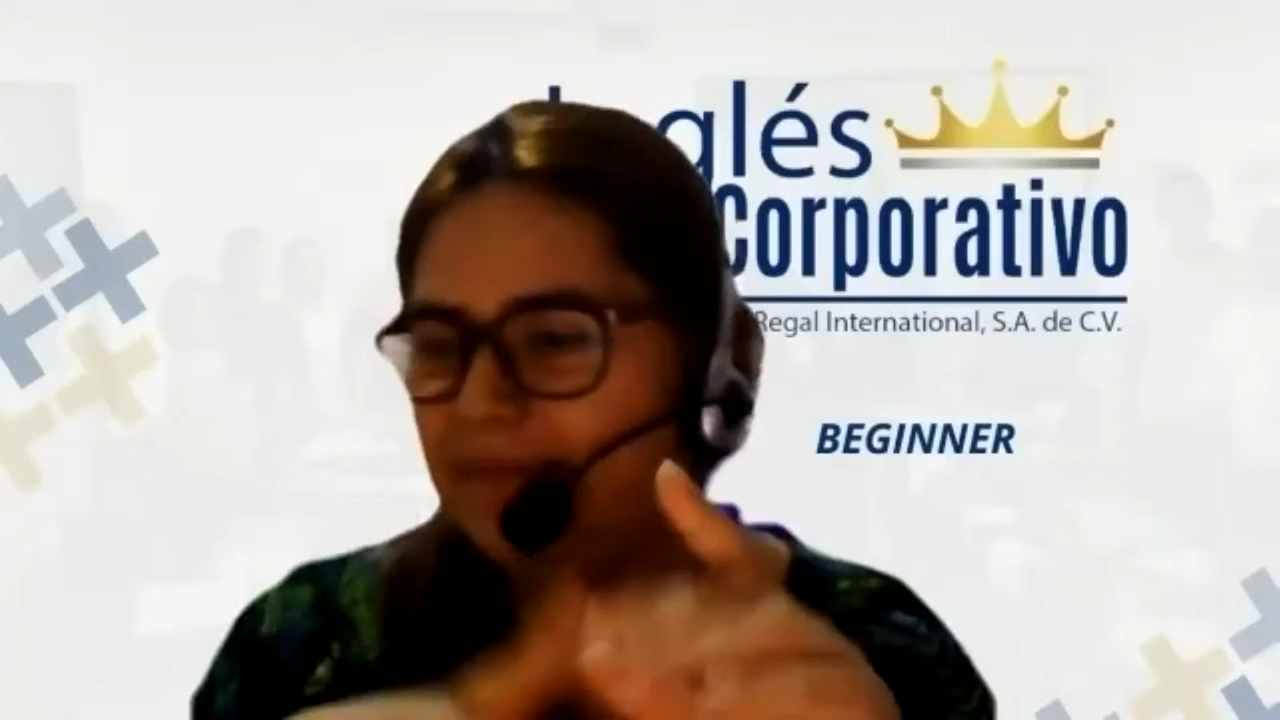 glés
Corporativo
Regal International, S.A. de C.V.
BEGINNER